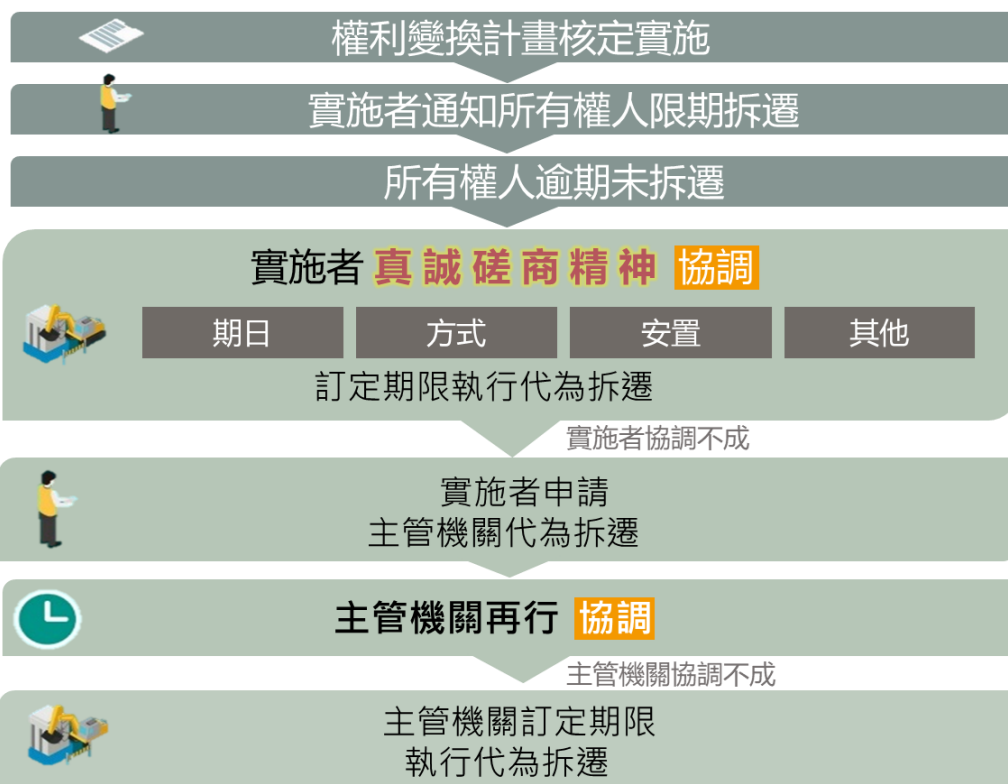 權利變換計畫核定實施
實施者通知所有權人限期拆遷
所有權人逾期未拆遷
實施者 真誠磋商精神 協調
期日 方式 安置 其他
訂定期限執行代為拆遷
實施者協調不成
實施者申請
主管機關代為拆遷
主管機關再行 協調
主管機關協調不成
主管機關訂定期限
執行代為拆遷